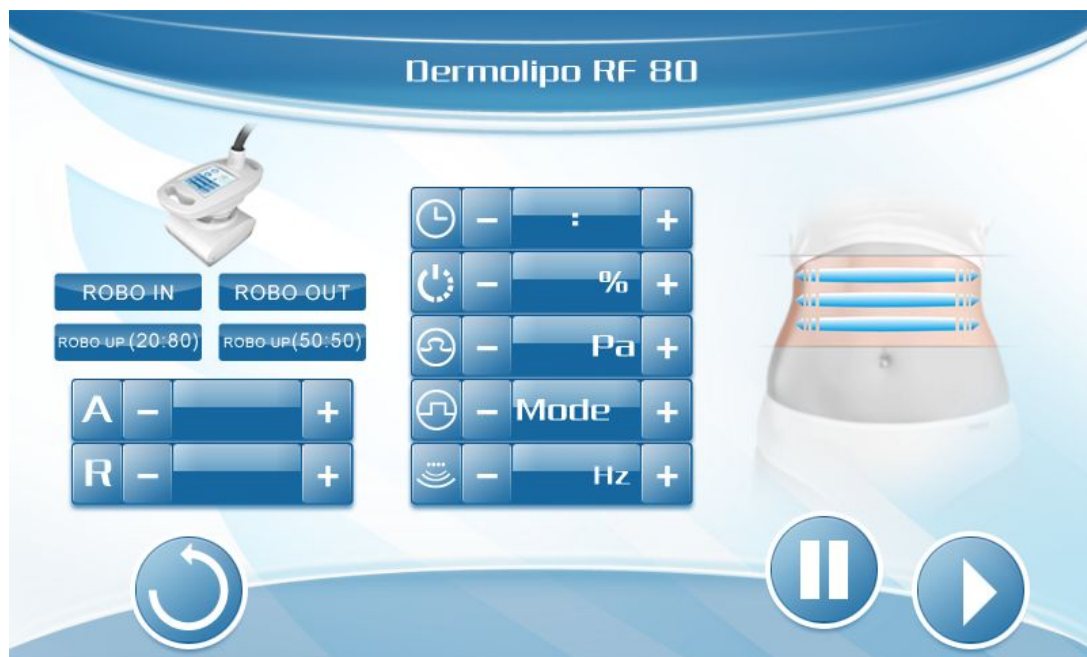 Dermolipo RF 80
ROBO IN
ROBO OUT
ROBO UP(20:80)
ROBO UP(50:50)
A - +
R - +
- : +
- % +
- Pa +
- Mode +
- Hz +